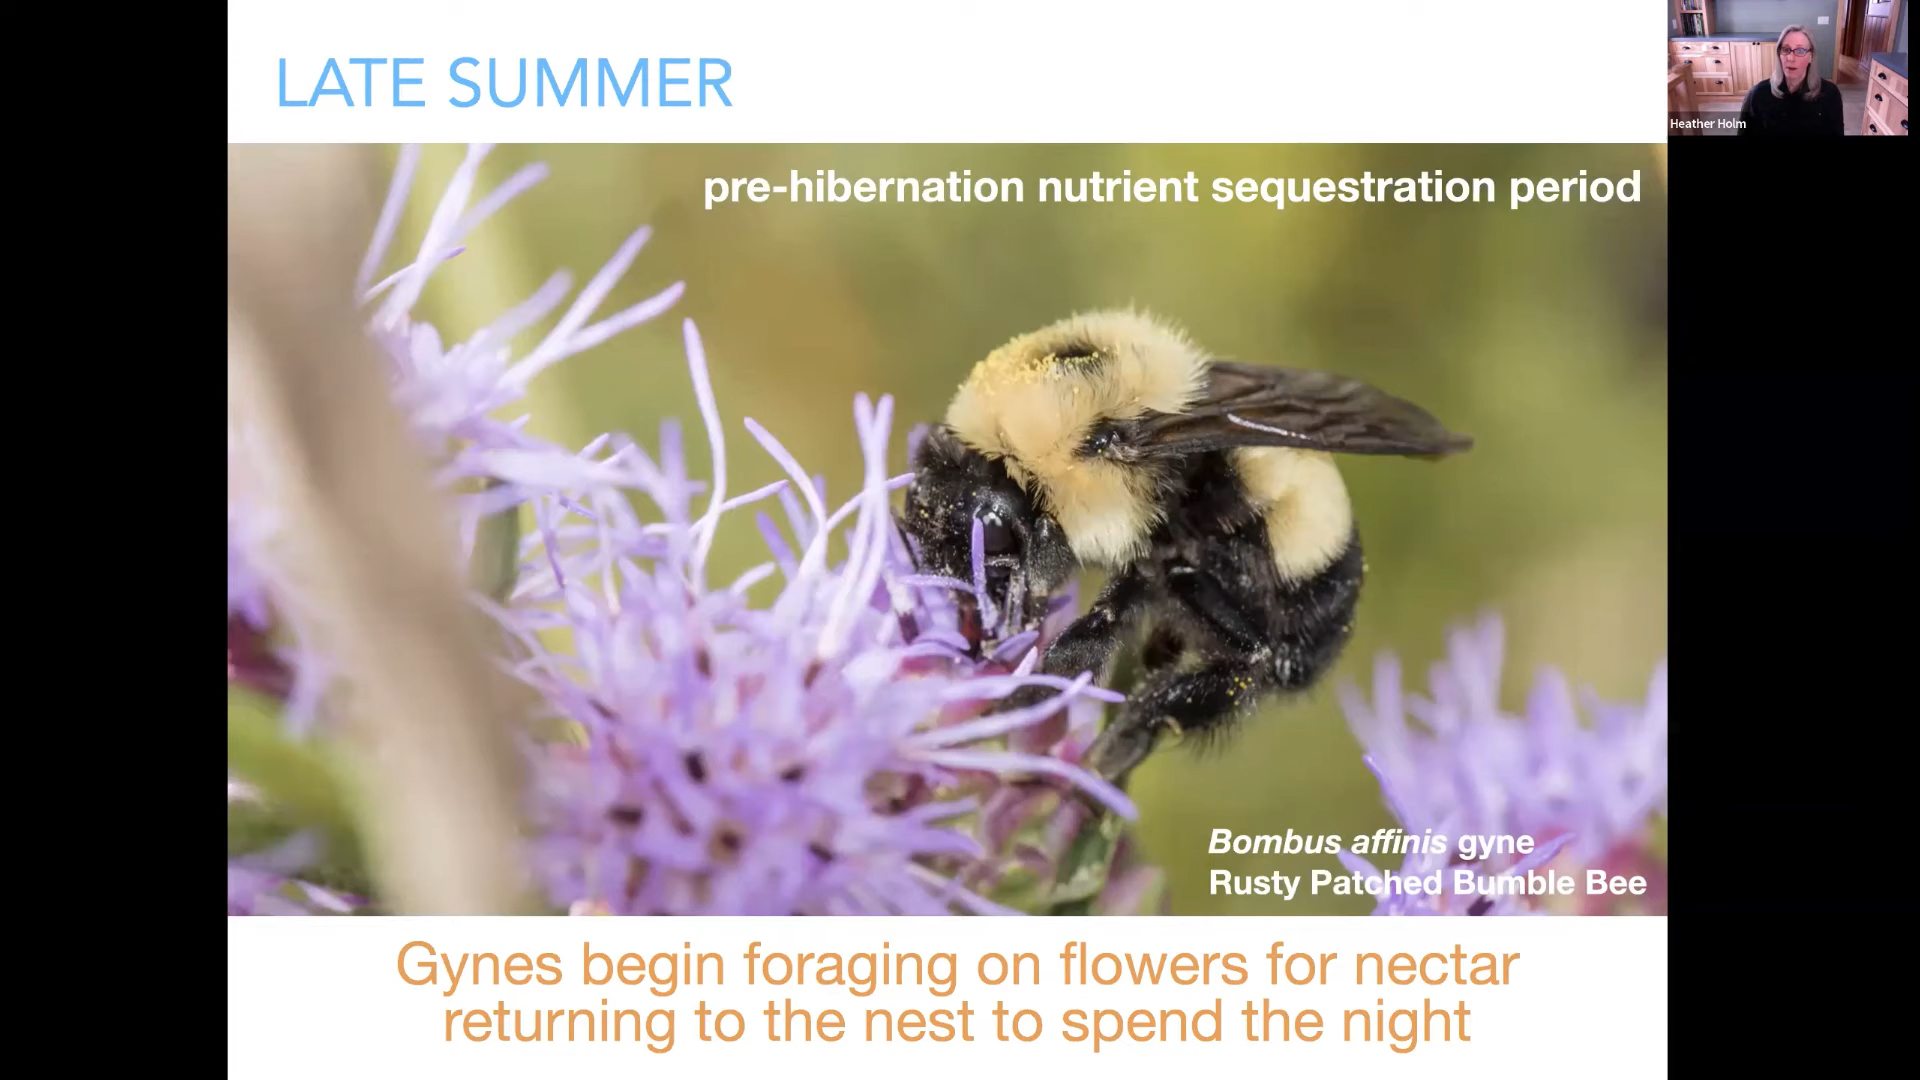 LATE SUMMER
Heather Holm
pre-hibernation nutrient sequestration period
Bombus affinis gyne
Rusty Patched Bumble Bee
Gynes begin foraging on flowers for nectar
returning to the nest to spend the night